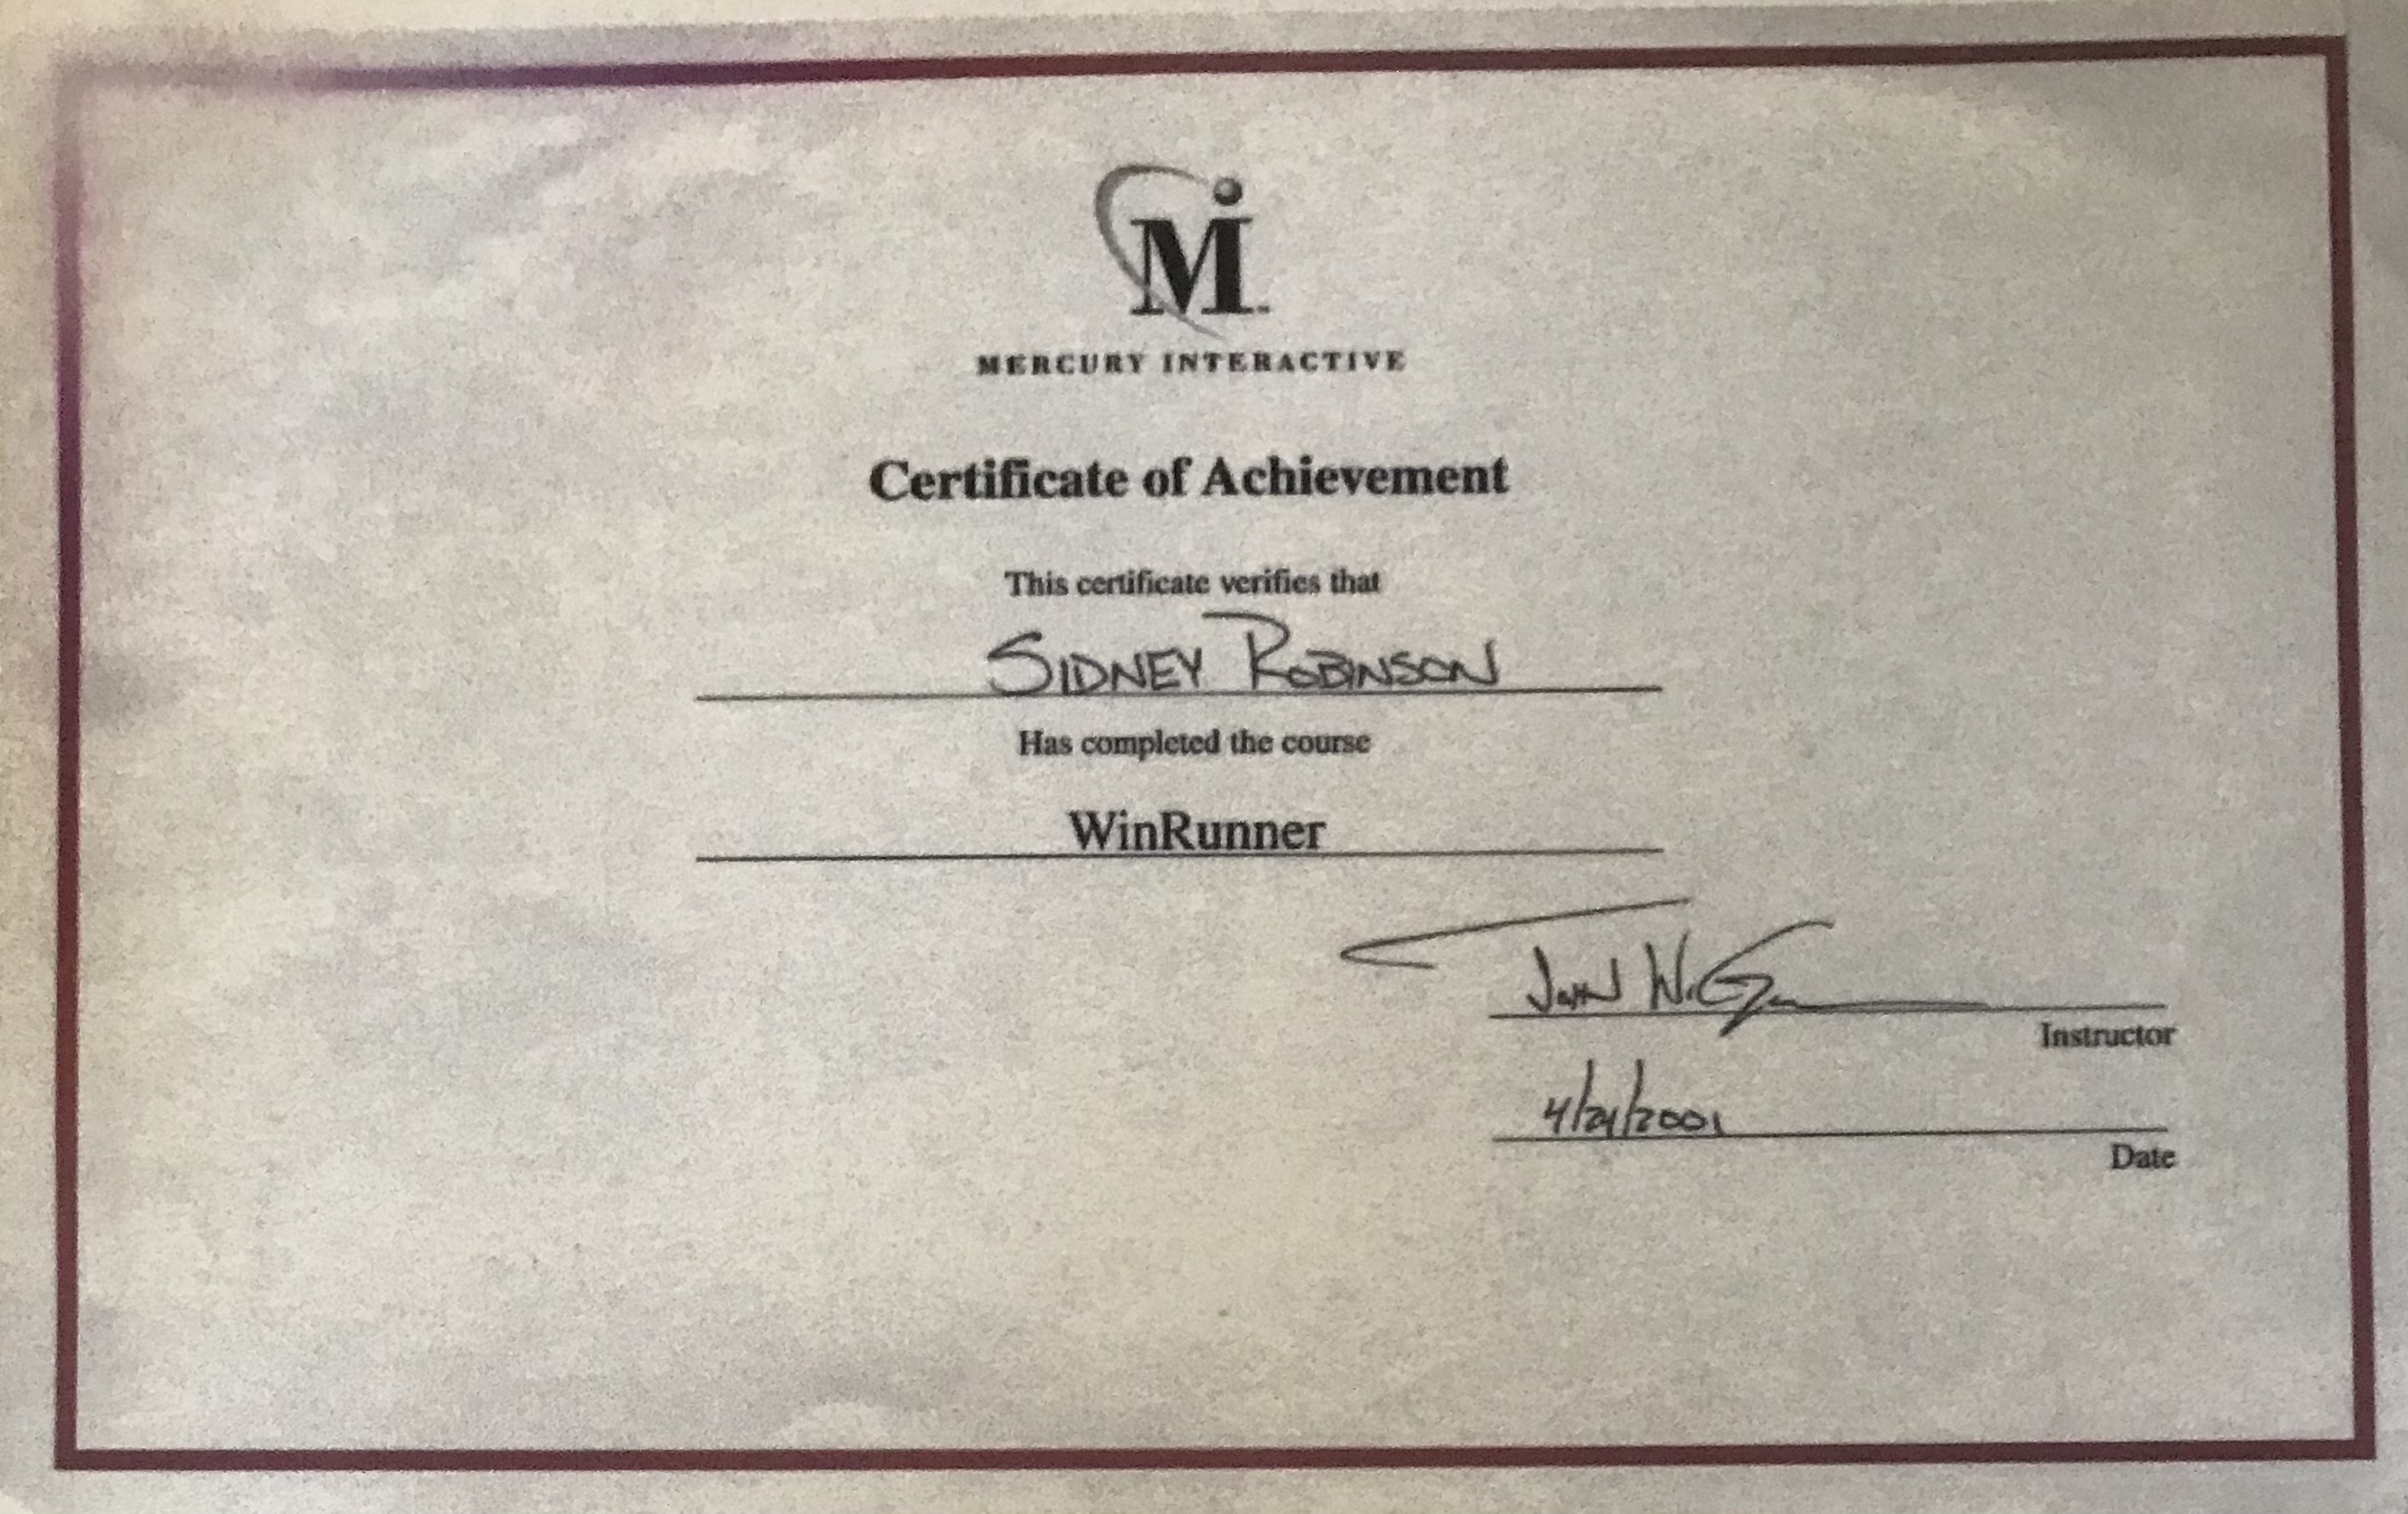 Mi
MERCURY INTERACTIVE
Certificate of Achievement
This certificate verifies that
SIDNEY ROBINSON
Has completed the course
WinRunner
Instructor
4/24/2001
Date